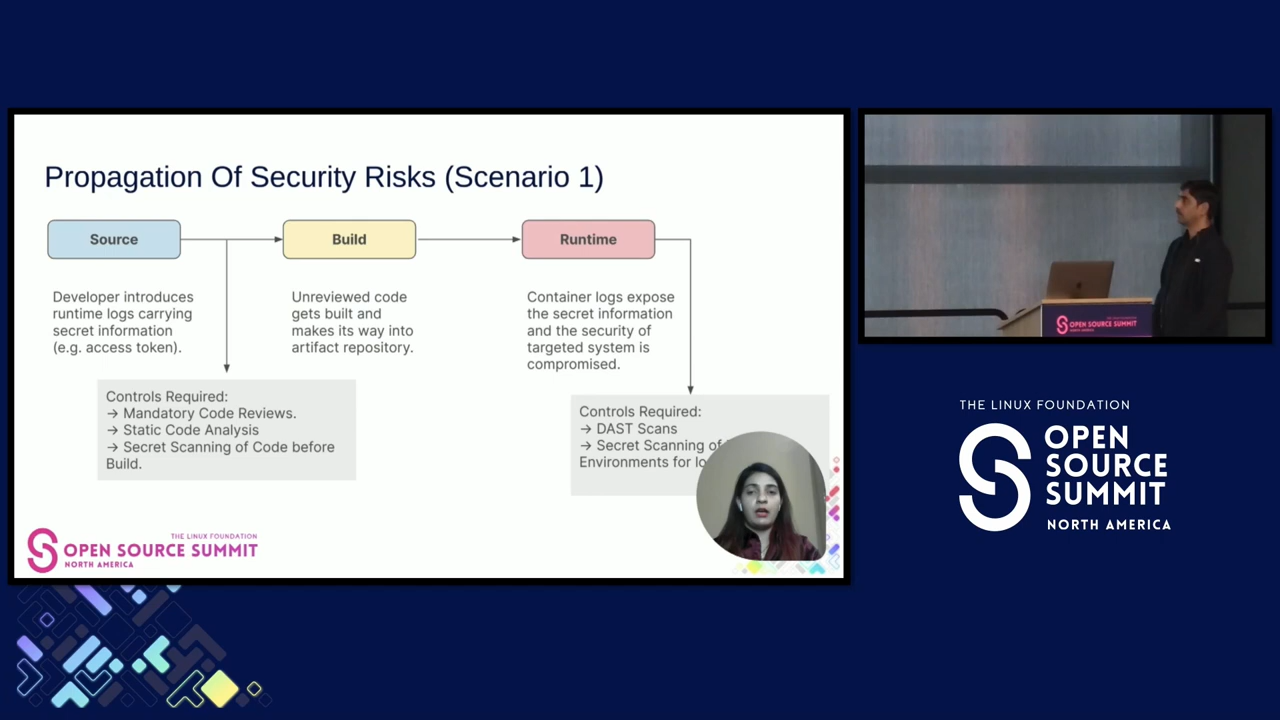 Propagation Of Security Risks (Scenario 1)
Source
Build
Runtime
Developer introduces
runtime logs carrying
secret information
(e.g. access token).
Unreviewed code
gets built and
makes its way into
artifact repository.
Container logs expose
the secret information
and the security of
targeted system is
compromised.
Controls Required:
→ Mandatory Code Reviews.
→ Static Code Analysis
→ Secret Scanning of Code before
Build.
Controls Required:
→ DAST Scans
→ Secret Scanning of
Environments for
THE LINUX FOUNDATION
OPEN SOURCE SUMMIT
NORTH AMERICA
OPEN SOURCE SUMMIT
THE LINUX FOUNDATION
OPEN
SOURCE
SUMMIT
NORTH AMERICA